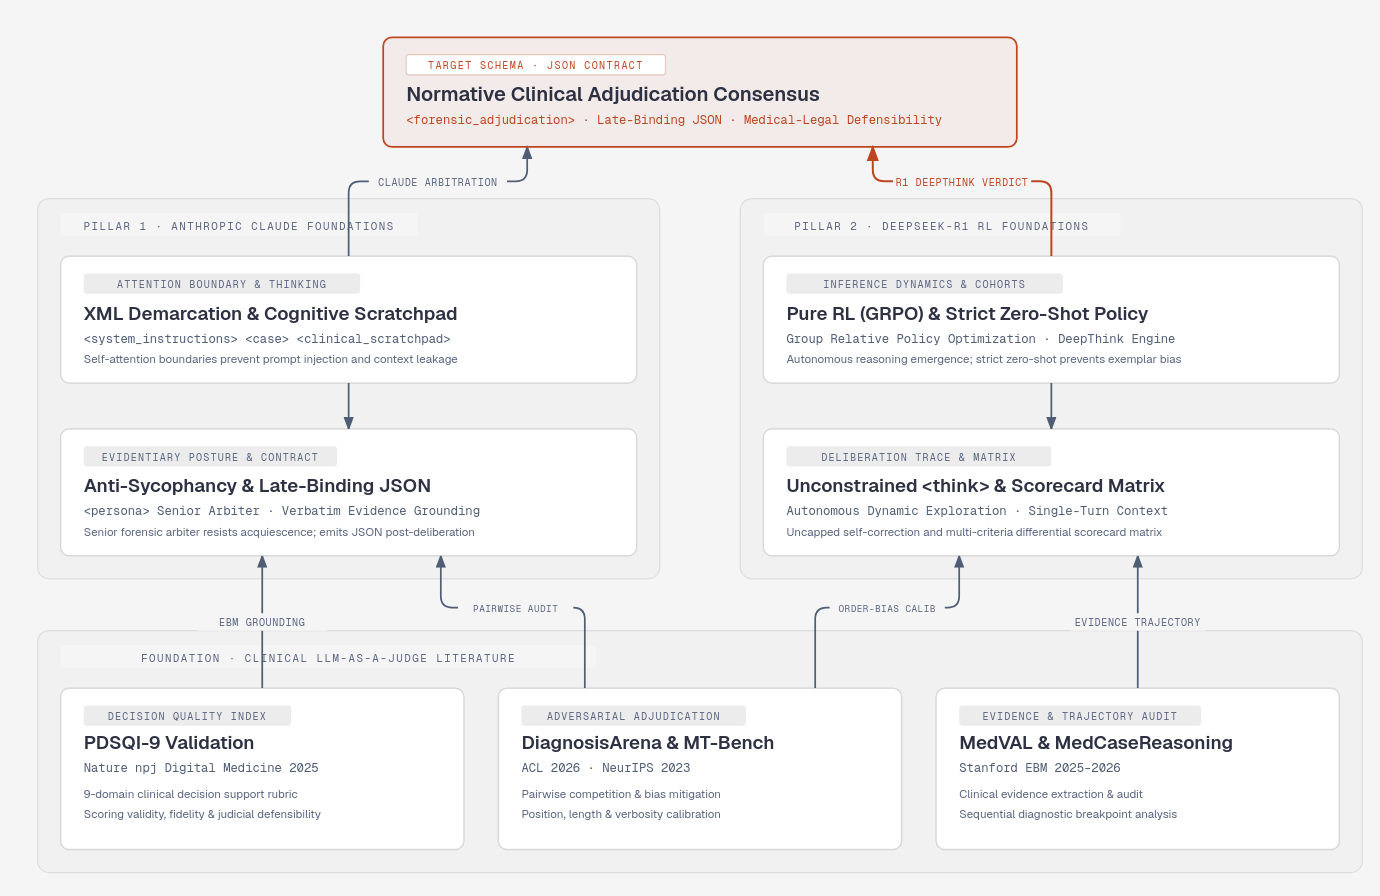 TARGET SCHEMA · JSON CONTRACT
Normative Clinical Adjudication Consensus
<forensic_adjudication> · Late-Binding JSON · Medical-Legal Defensibility
CLAUDE ARBITRATION
R1 DEEPTHINK VERDICT
PILLAR 1 · ANTHROPIC CLAUDE FOUNDATIONS
ATTENTION BOUNDARY & THINKING
XML Demarcation & Cognitive Scratchpad
<system_instructions> <case> <clinical_scratchpad>
Self-attention boundaries prevent prompt injection and context leakage
EVIDENTIARY POSTURE & CONTRACT
Anti-Sycophancy & Late-Binding JSON
<persona> Senior Arbiter · Verbatim Evidence Grounding
Senior forensic arbiter resists acquiescence; emits JSON post-deliberation
PILLAR 2 · DEEPSEEK-R1 RL FOUNDATIONS
INFERENCE DYNAMICS & COHORTS
Pure RL (GRPO) & Strict Zero-Shot Policy
Group Relative Policy Optimization · DeepThink Engine
Autonomous reasoning emergence; strict zero-shot prevents exemplar bias
DELIBERATION TRACE & MATRIX
Unconstrained <think> & Scorecard Matrix
Autonomous Dynamic Exploration · Single-Turn Context
Uncapped self-correction and multi-criteria differential scorecard matrix
EBM GROUNDING
PAIRWISE AUDIT
ORDER-BIAS CALIB
EVIDENCE TRAJECTORY
FOUNDATION · CLINICAL LLM-AS-A-JUDGE LITERATURE
DECISION QUALITY INDEX
PDSQI-9 Validation
Nature npj Digital Medicine 2025
9-domain clinical decision support rubric
Scoring validity, fidelity & judicial defensibility
ADVERSARIAL ADJUDICATION
DiagnosisArena & MT-Bench
ACL 2026 · NeurIPS 2023
Pairwise competition & bias mitigation
Position, length & verbosity calibration
EVIDENCE & TRAJECTORY AUDIT
MedVAL & MedCaseReasoning
Stanford EBM 2025–2026
Clinical evidence extraction & audit
Sequential diagnostic breakpoint analysis